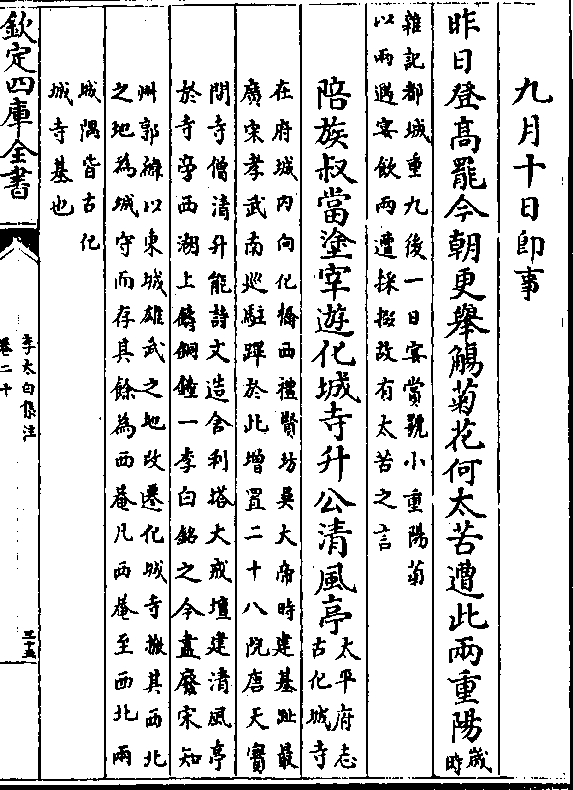 九月十日即事
昨日登髙罷今朝更舉觴菊花何太苦遭此兩重陽
歲
時
雜記都城重九後一日宴賞號小重陽菊
以兩遇宴飲兩遭採掇故有太苦之言
陪族叔當塗宰遊化城寺升公清風亭
太平府志
古化城寺
在府城内向化橋西禮賢坊吳大帝時建基趾最
廣宋孝武南巡駐蹕於此增置二十八院唐天寳
間寺僧清升能詩文造舍利塔大戒壇建清風亭
於寺旁西湖上鑄銅鐘一李白銘之今盡廢宋知
州郭緯以東城雄武之地故遷化城寺撤其西北
之地為城守而存其餘為西菴凡西菴至西北兩
城隅皆古化
城寺基也
欽定四庫全書
李太白集注
卷二十
三十五